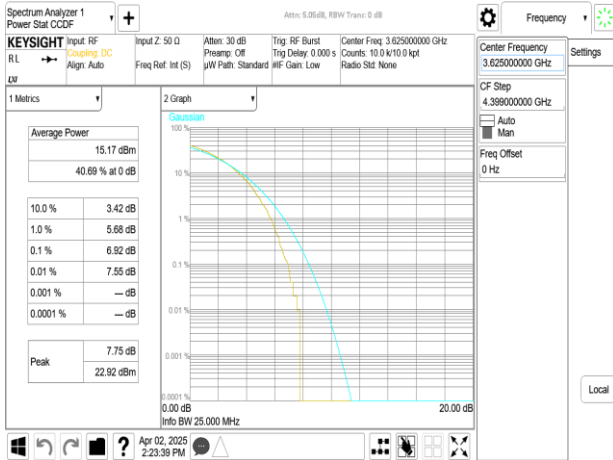 Spectrum Analyzer 1
Power Stat CCDF
Attn: 5.05dB, RBW Trans: 0 dB
Frequency
KEYSIGHT
RL
LXI
Input: RF
Coupling: DC
Align: Auto
Input Z: 50 Ω
Freq Ref: Int (S)
Atten: 30 dB
Preamp: Off
µW Path: Standard
Trig: RF Burst
Trig Delay: 0.000 s
#IF Gain: Low
Center Freq: 3.625000000 GHz
Counts: 10.0 k/10.0 kpt
Radio Std: None
Center Frequency
3.625000000 GHz
Settings
CF Step
4.399000000 GHz
Auto
Man
Freq Offset
0 Hz
Local
1 Metrics
Average Power
15.17 dBm
40.69 % at 0 dB
10.0 % 3.42 dB
1.0 % 5.68 dB
0.1 % 6.92 dB
0.01 % 7.55 dB
0.001 % --- dB
0.0001 % --- dB
Peak
7.75 dB
22.92 dBm
2 Graph
Gaussian
100 %
10 %
1 %
0.1 %
0.01 %
0.001 %
0.0001 %
0.00 dB 20.00 dB
Info BW 25.000 MHz
Apr 02, 2025
2:23:39 PM